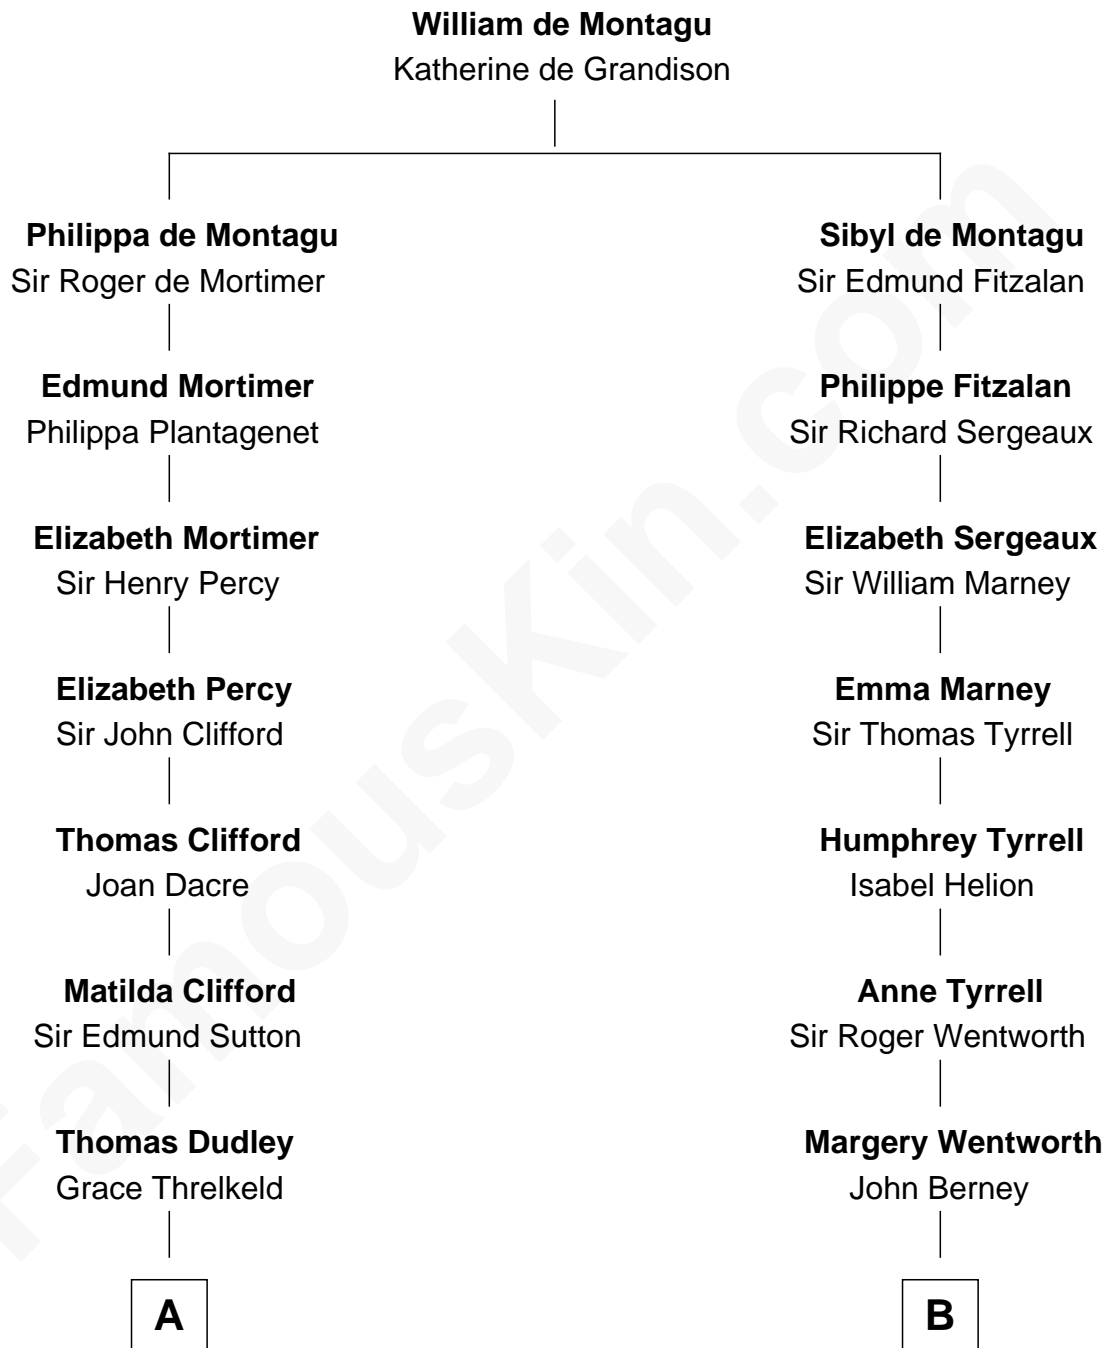 William de Montagu
Katherine de Grandison
Philippa de Montagu
Sir Roger de Mortimer
Sibyl de Montagu
Sir Edmund Fitzalan
Edmund Mortimer
Philippa Plantagenet
Philippe Fitzalan
Sir Richard Sergeaux
Elizabeth Mortimer
Sir Henry Percy
Elizabeth Sergeaux
Sir William Marney
Elizabeth Percy
Sir John Clifford
Emma Marney
Sir Thomas Tyrrell
Thomas Clifford
Joan Dacre
Humphrey Tyrrell
Isabel Helion
Matilda Clifford
Sir Edmund Sutton
Anne Tyrrell
Sir Roger Wentworth
Thomas Dudley
Grace Threlkeld
Margery Wentworth
John Berney
A
B
FamousKin.com